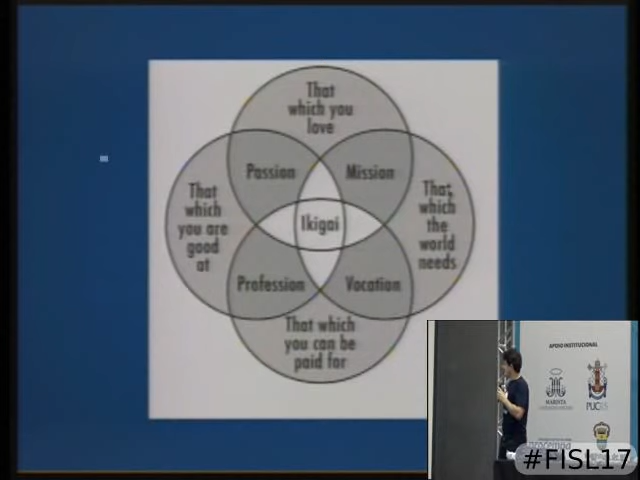 That
which you
love
Passion
Mission
That
which
you are
good
at
That
which
the
world
needs
Ikigai
Profession
Vocation
That which
you can be
paid for
APOIO INSTITUCIONAL
MARISTA
PUCRS
#FISL17